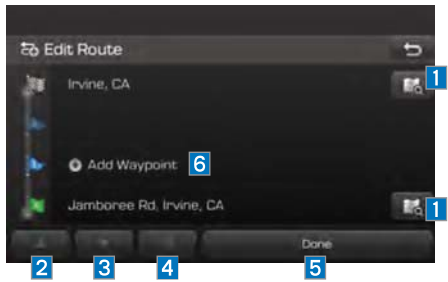 Edit Route
Irvine, CA
1
Add Waypoint 6
Jamboree Rd, Irvine, CA
1
Done
2 3 4 5